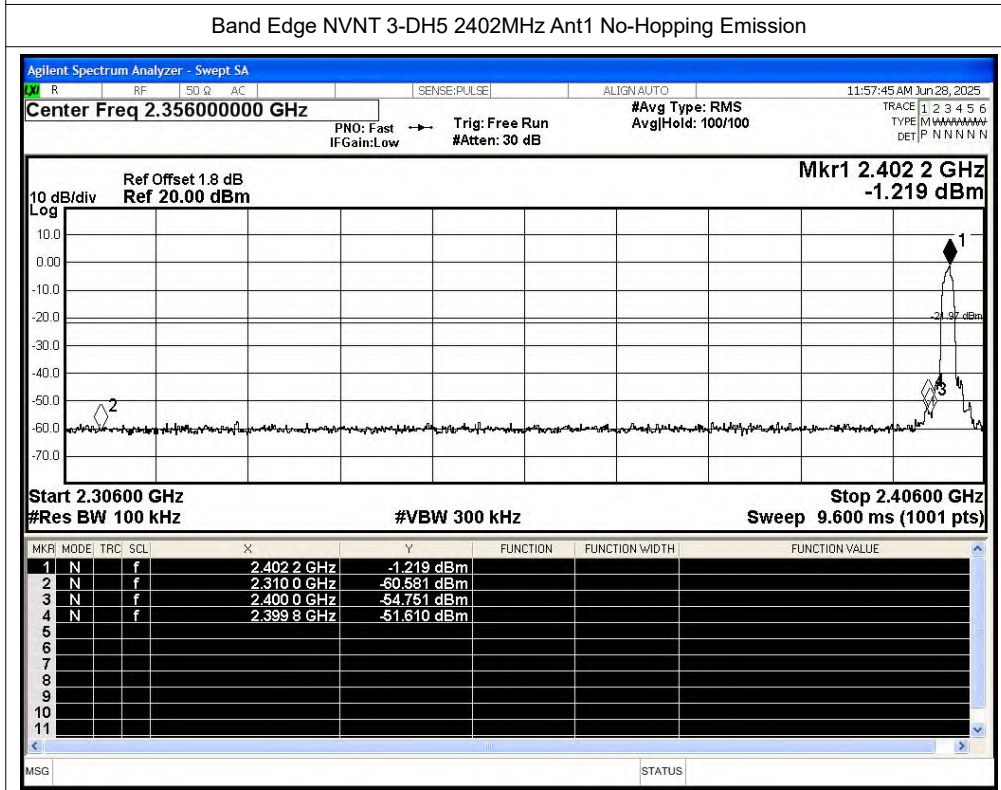 Band Edge NVNT 3-DH5 2402MHz Ant1 No-Hopping Emission
Agilent Spectrum Analyzer - Swept SA
LXI R RF 50 Ω AC SENSE:PULSE ALIGN AUTO 11:57:45 AM Jun 28, 2025
Center Freq 2.356000000 GHz #Avg Type: RMS TRACE 1 2 3 4 5 6
PNO: Fast Trig: Free Run Avg|Hold: 100/100 TYPE M WWWWW
IFGain:Low #Atten: 30 dB DET P N N N N N
Mkr1 2.402 2 GHz
Ref Offset 1.8 dB
10 dB/div Ref 20.00 dBm -1.219 dBm
Log
10.0
1
0.00
-10.0
-20.0
-21.97 dBm
-30.0
-40.0
4
3
-50.0
2
-60.0
-70.0
Start 2.30600 GHz Stop 2.40600 GHz
#Res BW 100 kHz #VBW 300 kHz Sweep 9.600 ms (1001 pts)
MKR MODE TRC SCL X Y FUNCTION FUNCTION WIDTH FUNCTION VALUE
1 N f 2.402 2 GHz -1.219 dBm
2 N f 2.310 0 GHz -60.581 dBm
3 N f 2.400 0 GHz -54.751 dBm
4 N f 2.399 8 GHz -51.610 dBm
5
6
7
8
9
10
11
MSG STATUS